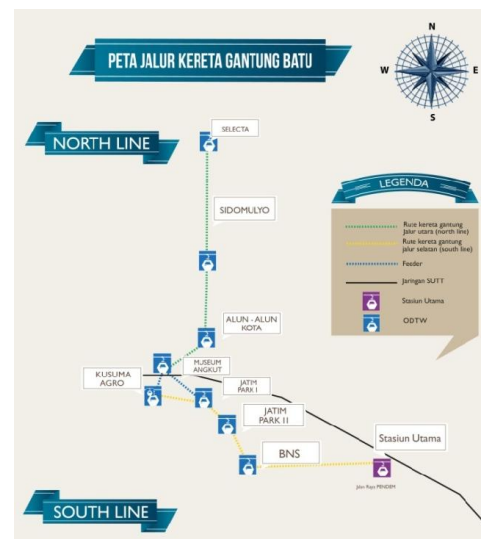 PETA JALUR KERETA GANTUNG BATU
N
W
E
S
NORTH LINE
SELECTA
SIDOMULYO
ALUN - ALUN
KOTA
MUSEUM
ANGKUT
KUSUMA
AGRO
JATIM
PARK I
JATIM
PARK II
BNS
Stasiun Utama
Jalan Raya PENDEM
SOUTH LINE
LEGENDA
Rute kereta gantung
jalur utara (north line)
Rute kereta gantung
jalur selatan (south line)
Feeder
Jaringan SUTT
Stasiun Utama
ODTW